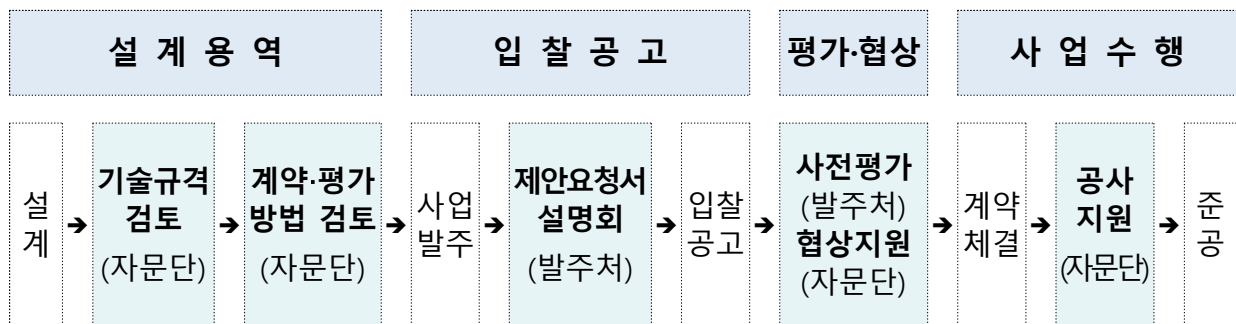 설 계 용 역
입 찰 공 고
평가·협상
사 업 수 행
설
계
➔
기술규격
검토
(자문단)
➔
계약·평가
방법 검토
(자문단)
➔
사업
발주
➔
제안요청서
설명회
(발주처)
➔
입찰
공고
➔
사전평가
(발주처)
협상지원
(자문단)
➔
계약
체결
➔
공사
지원
(자문단)
➔
준
공